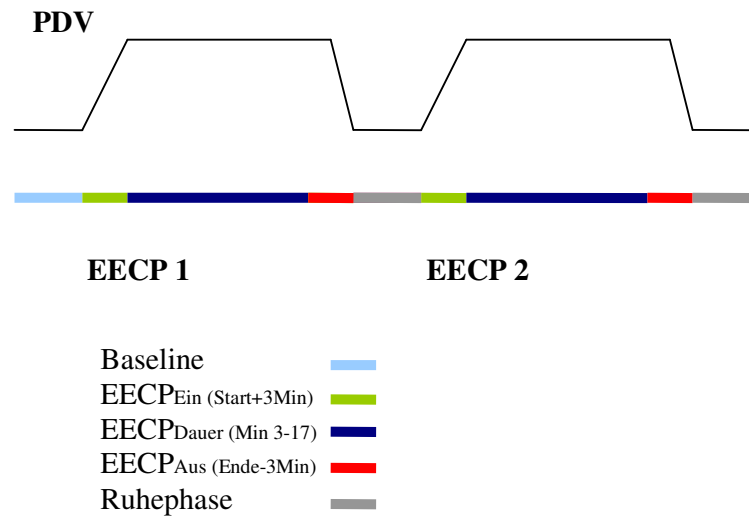 PDV
EECP 1 EECP 2
Baseline
EECPEin (Start+3Min)
EECPDauer (Min 3-17)
EECPAus (Ende-3Min)
Ruhephase